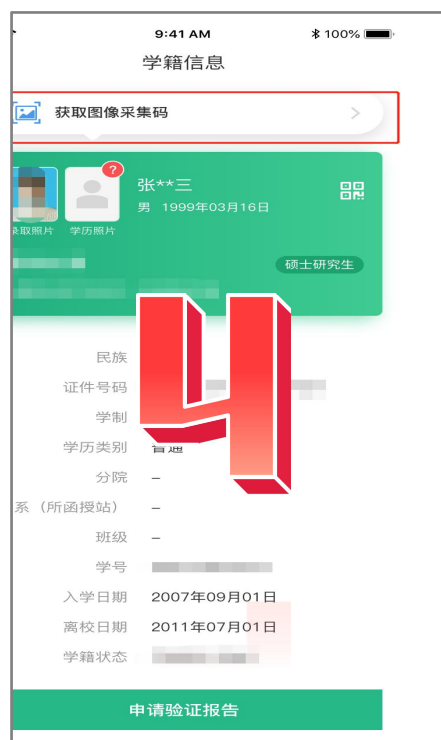 9:41 AM
100%
学籍信息
获取图像采集码
?
张**三
男 1999年03月16日
录取照片 学历照片
硕士研究生
4
民族
证件号码
学制
学历类别 普通
分院 –
系（所函授站） –
班级 –
学号
入学日期 2007年09月01日
离校日期 2011年07月01日
学籍状态
申请验证报告